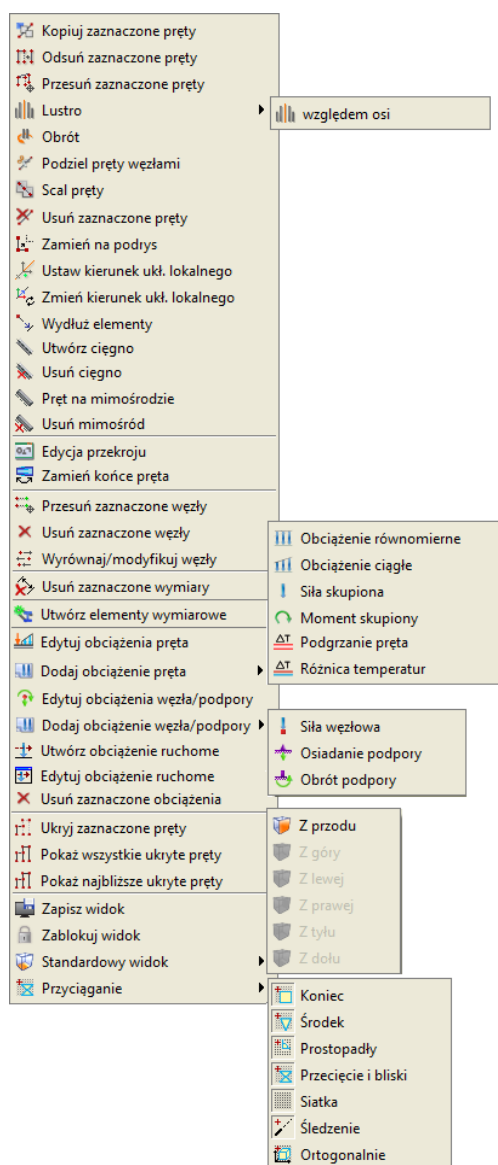 Kopiuj zaznaczone pręty
Odsuń zaznaczone pręty
Przesuń zaznaczone pręty
Lustro
względem osi
Obrót
Podziel pręty węzłami
Scal pręty
Usuń zaznaczone pręty
Zamień na podrys
Ustaw kierunek ukł. lokalnego
Zmień kierunek ukł. lokalnego
Wydłuż elementy
Utwórz cięgno
Usuń cięgno
Pręt na mimośrodzie
Usuń mimośród
Edycja przekroju
Zamień końce pręta
Przesuń zaznaczone węzły
Usuń zaznaczone węzły
Wyrównaj/modyfikuj węzły
Usuń zaznaczone wymiary
Utwórz elementy wymiarowe
Edytuj obciążenia pręta
Dodaj obciążenie pręta
Obciążenie równomierne
Obciążenie ciągłe
Siła skupiona
Moment skupiony
ΔT Podgrzanie pręta
ΔT Różnica temperatur
Edytuj obciążenia węzła/podpory
Dodaj obciążenie węzła/podpory
Siła węzłowa
Osiadanie podpory
Obrót podpory
Utwórz obciążenie ruchome
Edytuj obciążenie ruchome
Usuń zaznaczone obciążenia
Ukryj zaznaczone pręty
Pokaż wszystkie ukryte pręty
Pokaż najbliższe ukryte pręty
Zapisz widok
Zablokuj widok
Standardowy widok
Z przodu
Z góry
Z lewej
Z prawej
Z tyłu
Z dołu
Przyciąganie
Koniec
Środek
Prostopadły
Przecięcie i bliski
Siatka
Śledzenie
Ortogonalnie